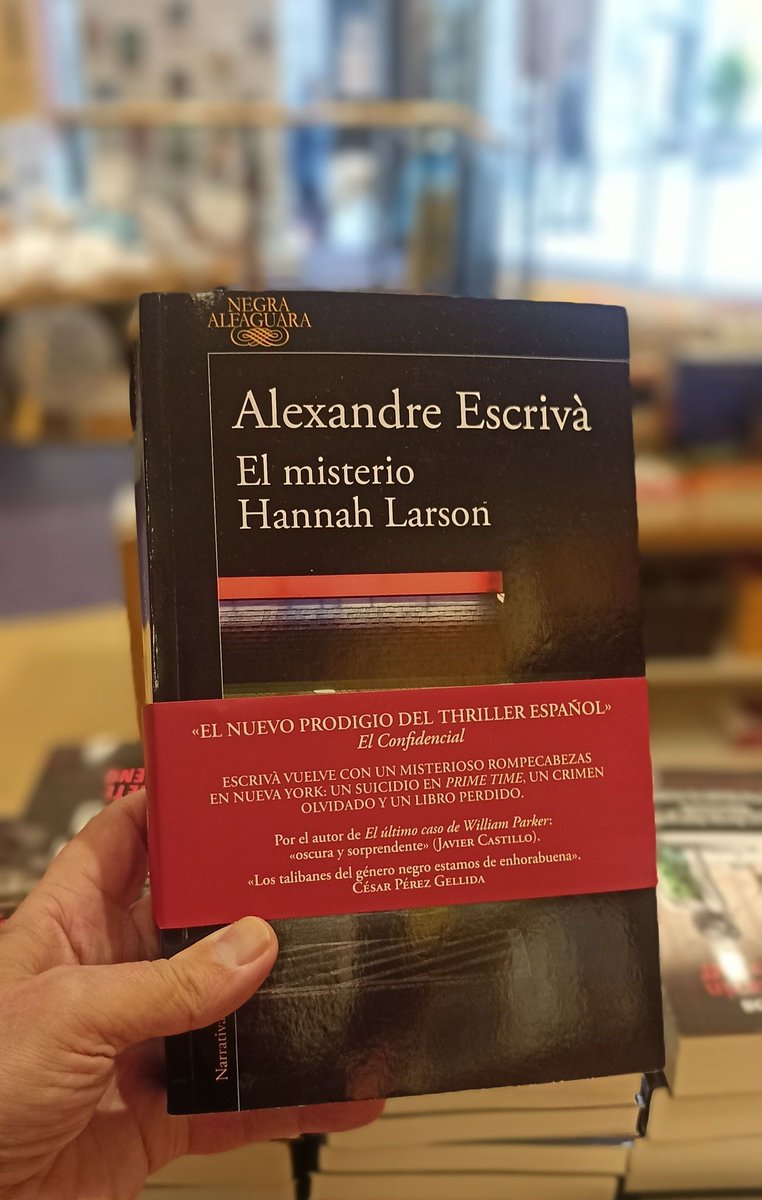 NEGRA
ALFAGUARA
Alexandre Escrivà
El misterio
Hannah Larson
«EL NUEVO PRODIGIO DEL THRILLER ESPAÑOL»
El Confidencial
ESCRIVÀ VUELVE CON UN MISTERIOSO ROMPECABEZAS
EN NUEVA YORK: UN SUICIDIO EN PRIME TIME, UN CRIMEN
OLVIDADO Y UN LIBRO PERDIDO.
Por el autor de El último caso de William Parker:
«oscura y sorprendente» (JAVIER CASTILLO).
«Los talibanes del género negro estamos de enhorabuena».
CÉSAR PÉREZ GELLIDA
Narrativa